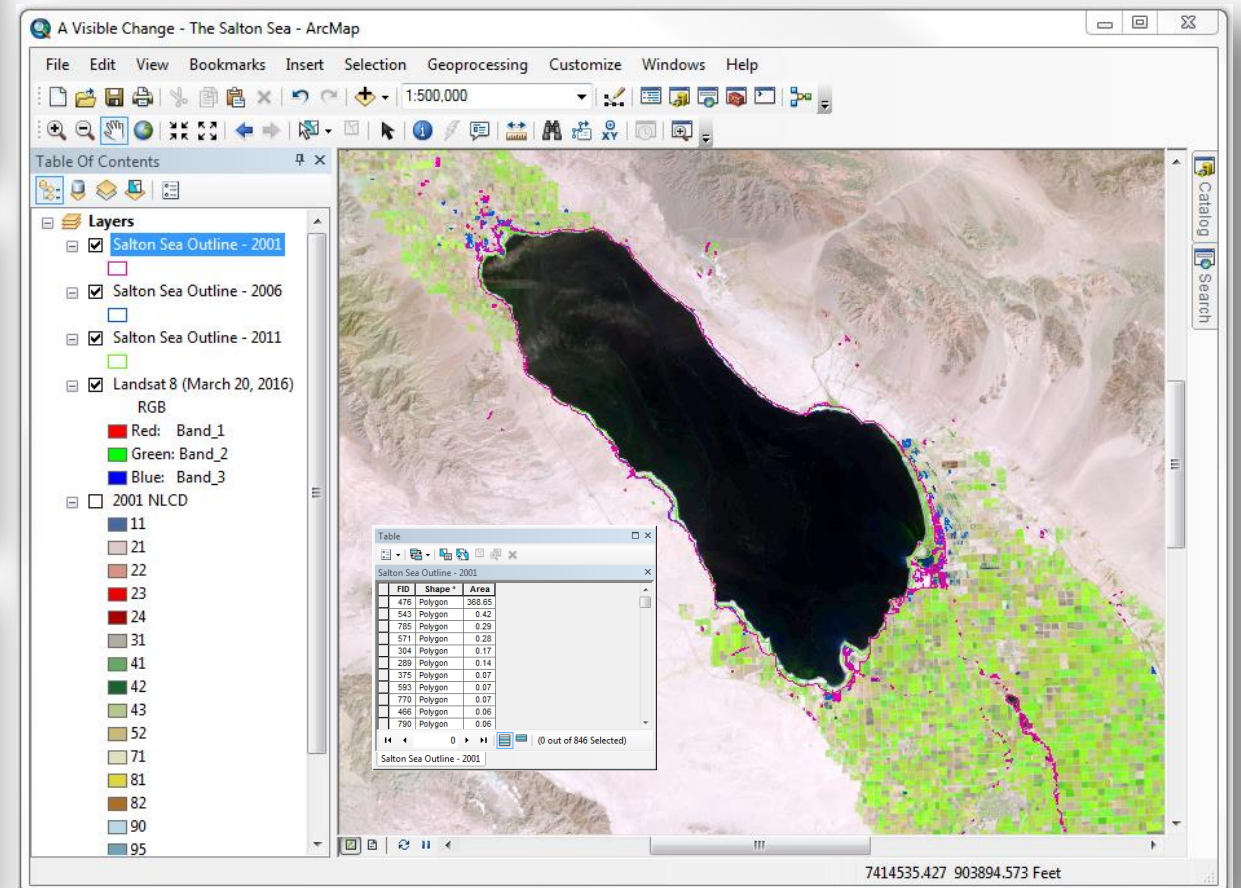 A Visible Change - The Salton Sea - ArcMap
File Edit View Bookmarks Insert Selection Geoprocessing Customize Windows Help
1:500,000
XY
Table Of Contents
Layers
Salton Sea Outline - 2001
Salton Sea Outline - 2006
Salton Sea Outline - 2011
Landsat 8 (March 20, 2016)
RGB
Red: Band_1
Green: Band_2
Blue: Band_3
2001 NLCD
11
21
22
23
24
31
41
42
43
52
71
81
82
90
95
Catalog
Search
Table
Salton Sea Outline - 2001
FID Shape * Area
476 Polygon 368.65
543 Polygon 0.42
785 Polygon 0.29
571 Polygon 0.28
304 Polygon 0.17
289 Polygon 0.14
375 Polygon 0.07
593 Polygon 0.07
770 Polygon 0.07
466 Polygon 0.06
790 Polygon 0.06
0 (0 out of 846 Selected)
Salton Sea Outline - 2001
7414535.427 903894.573 Feet